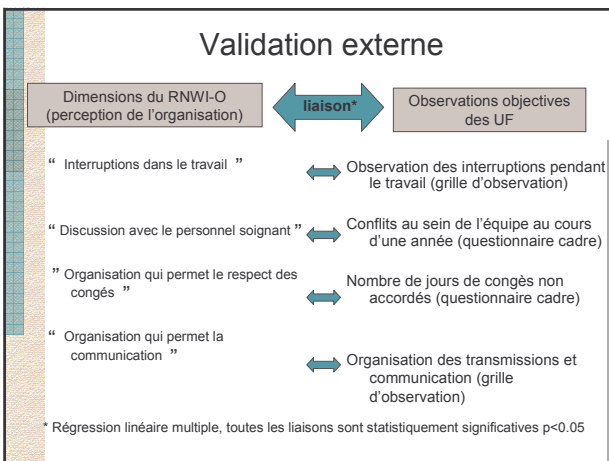 Validation externe
Dimensions du RNWI-O
(perception de l'organisation)
liaison*
Observations objectives
des UF
“ Interruptions dans le travail ”
Observation des interruptions pendant
le travail (grille d'observation)
“ Discussion avec le personnel soignant ”
Conflits au sein de l'équipe au cours
d'une année (questionnaire cadre)
” Organisation qui permet le respect des
congés ”
Nombre de jours de congès non
accordés (questionnaire cadre)
“ Organisation qui permet la
communication ”
Organisation des transmissions et
communication (grille
d'observation)
* Régression linéaire multiple, toutes les liaisons sont statistiquement significatives p<0.05